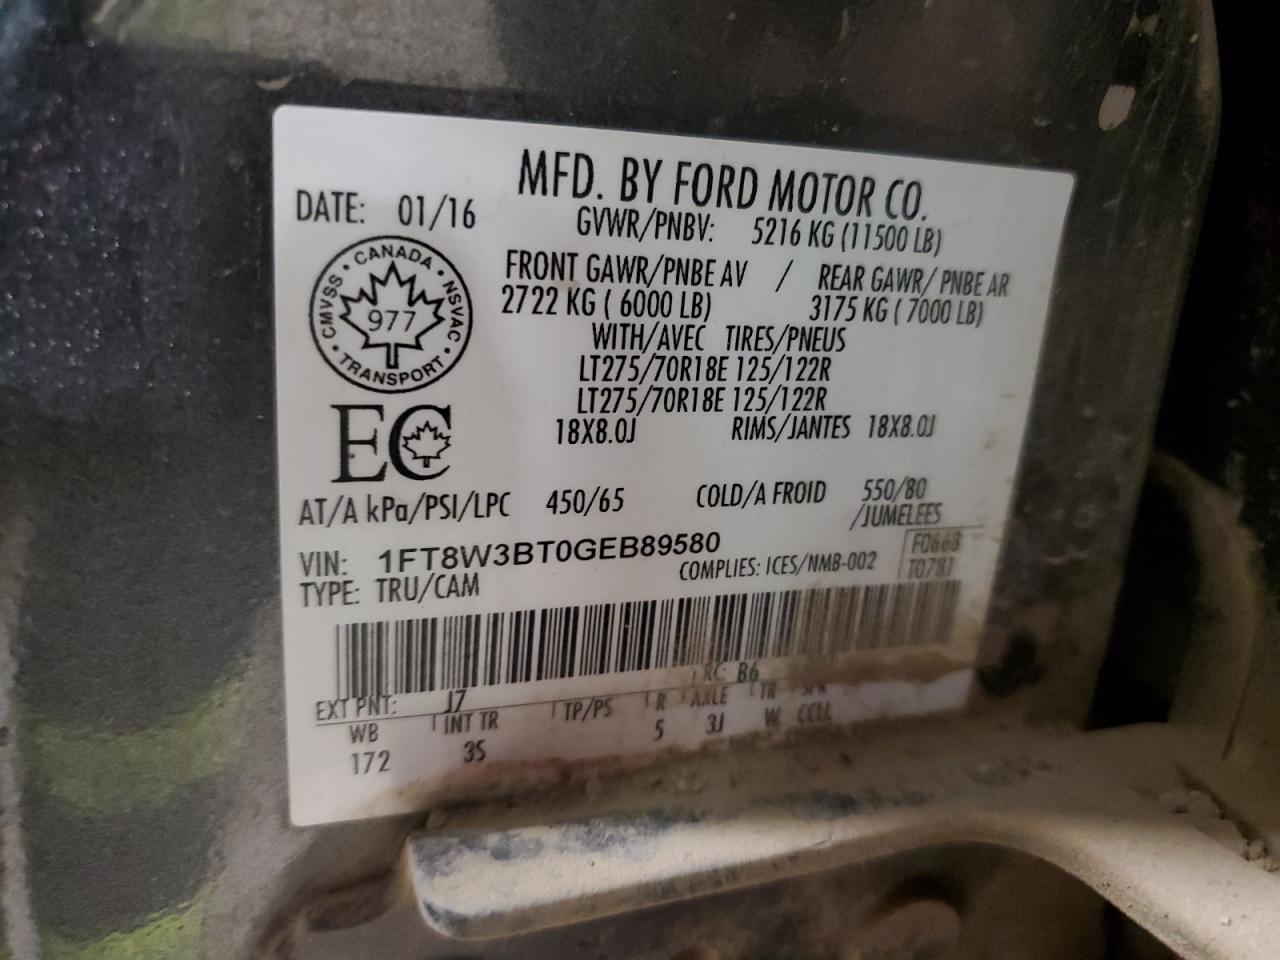 MFD. BY FORD MOTOR CO.
DATE: 01/16
GVWR/PNBV: 5216 KG (11500 LB)
FRONT GAWR/PNBE AV / REAR GAWR/ PNBE AR
2722 KG ( 6000 LB) 3175 KG ( 7000 LB)
WITH/AVEC TIRES/PNEUS
LT275/70R18E 125/122R
LT275/70R18E 125/122R
18X8.0J RIMS/JANTES 18X8.0J
CANADA · NSVAC · TRANSPORT · CMVSS ·
977
EC
AT/A kPa/PSI/LPC 450/65 COLD/A FROID 550/80
/JUMELEES
VIN: 1FT8W3BT0GEB89580
F0668
TYPE: TRU/CAM COMPLIES: ICES/NMB-002 T0781
RC: B6
EXT PNT: J7
WB INT TR TP/PS R AXLE TR SPR
172 3S 5 3J W CCLL